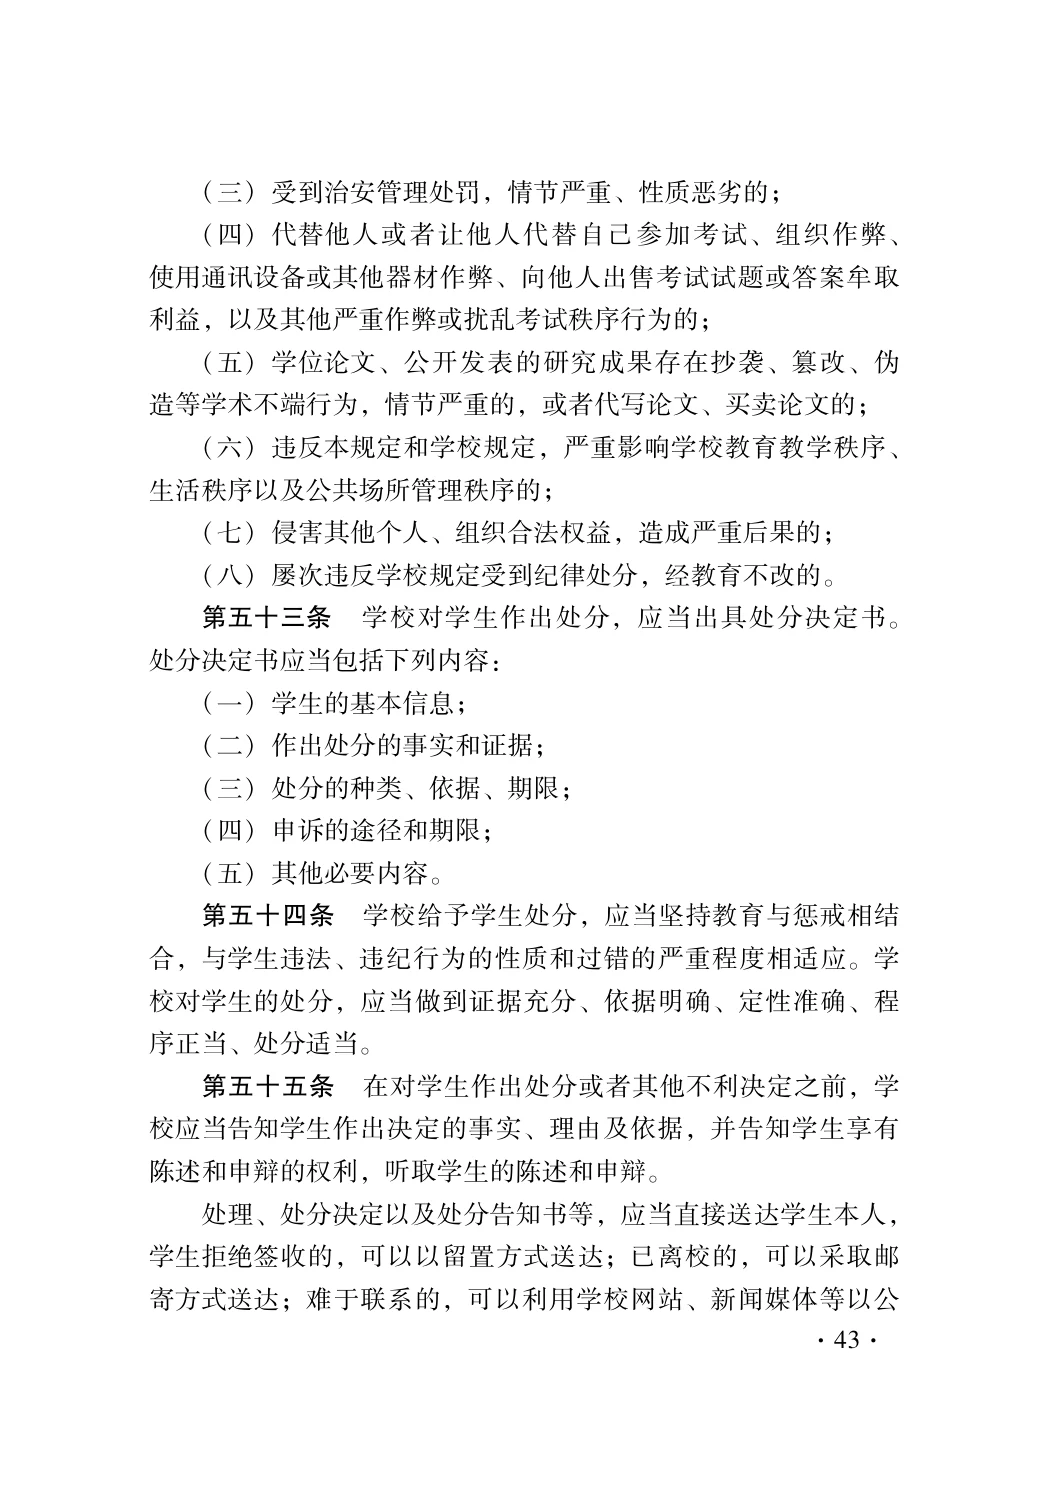 （三）受到治安管理处罚，情节严重、性质恶劣的；
（四）代替他人或者让他人代替自己参加考试、组织作弊、
使用通讯设备或其他器材作弊、向他人出售考试试题或答案牟取
利益，以及其他严重作弊或扰乱考试秩序行为的；
（五）学位论文、公开发表的研究成果存在抄袭、篡改、伪
造等学术不端行为，情节严重的，或者代写论文、买卖论文的；
（六）违反本规定和学校规定，严重影响学校教育教学秩序、
生活秩序以及公共场所管理秩序的；
（七）侵害其他个人、组织合法权益，造成严重后果的；
（八）屡次违反学校规定受到纪律处分，经教育不改的。
第五十三条　学校对学生作出处分，应当出具处分决定书。
处分决定书应当包括下列内容：
（一）学生的基本信息；
（二）作出处分的事实和证据；
（三）处分的种类、依据、期限；
（四）申诉的途径和期限；
（五）其他必要内容。
第五十四条　学校给予学生处分，应当坚持教育与惩戒相结
合，与学生违法、违纪行为的性质和过错的严重程度相适应。学
校对学生的处分，应当做到证据充分、依据明确、定性准确、程
序正当、处分适当。
第五十五条　在对学生作出处分或者其他不利决定之前，学
校应当告知学生作出决定的事实、理由及依据，并告知学生享有
陈述和申辩的权利，听取学生的陈述和申辩。
处理、处分决定以及处分告知书等，应当直接送达学生本人，
学生拒绝签收的，可以以留置方式送达；已离校的，可以采取邮
寄方式送达；难于联系的，可以利用学校网站、新闻媒体等以公
· 43 ·